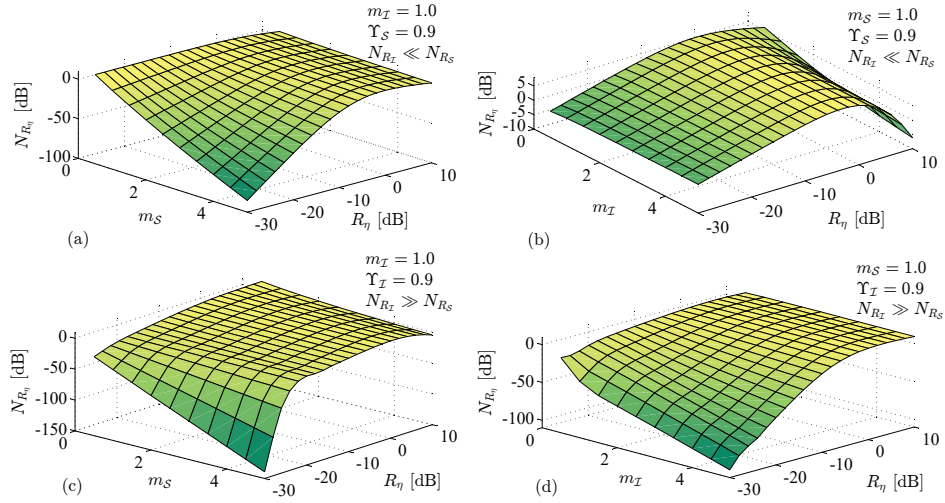 m_I = 1.0
Υ_S = 0.9
N_{R_I} ≪ N_{R_S}
N_{R_η} [dB]
0
-50
-100
0
2
4
m_S
-30
-20
-10
0
10
R_η [dB]
(a)
m_S = 1.0
Υ_S = 0.9
N_{R_I} ≪ N_{R_S}
N_{R_η} [dB]
5
0
-5
-10
0
2
4
m_I
-30
-20
-10
0
10
R_η [dB]
(b)
m_I = 1.0
Υ_I = 0.9
N_{R_I} ≫ N_{R_S}
N_{R_η} [dB]
0
-50
-100
-150
0
2
4
m_S
-30
-20
-10
0
10
R_η [dB]
(c)
m_S = 1.0
Υ_I = 0.9
N_{R_I} ≫ N_{R_S}
N_{R_η} [dB]
0
-50
-100
0
2
4
m_I
-30
-20
-10
0
10
R_η [dB]
(d)